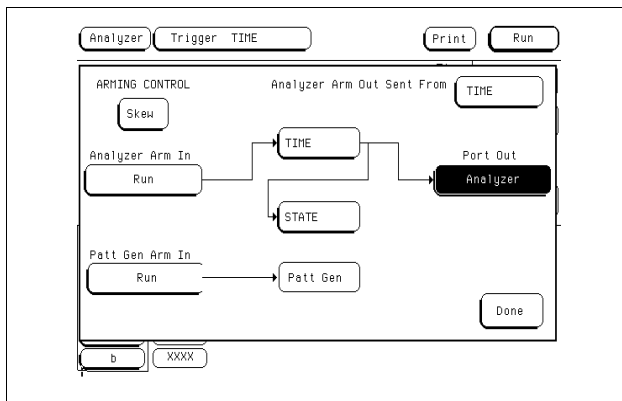 Analyzer Trigger TIME Print Run
ARMING CONTROL Analyzer Arm Out Sent From TIME
Skew
TIME
Analyzer Arm In Port Out
Run Analyzer
STATE
Patt Gen Arm In
Run Patt Gen
Done
b XXXX